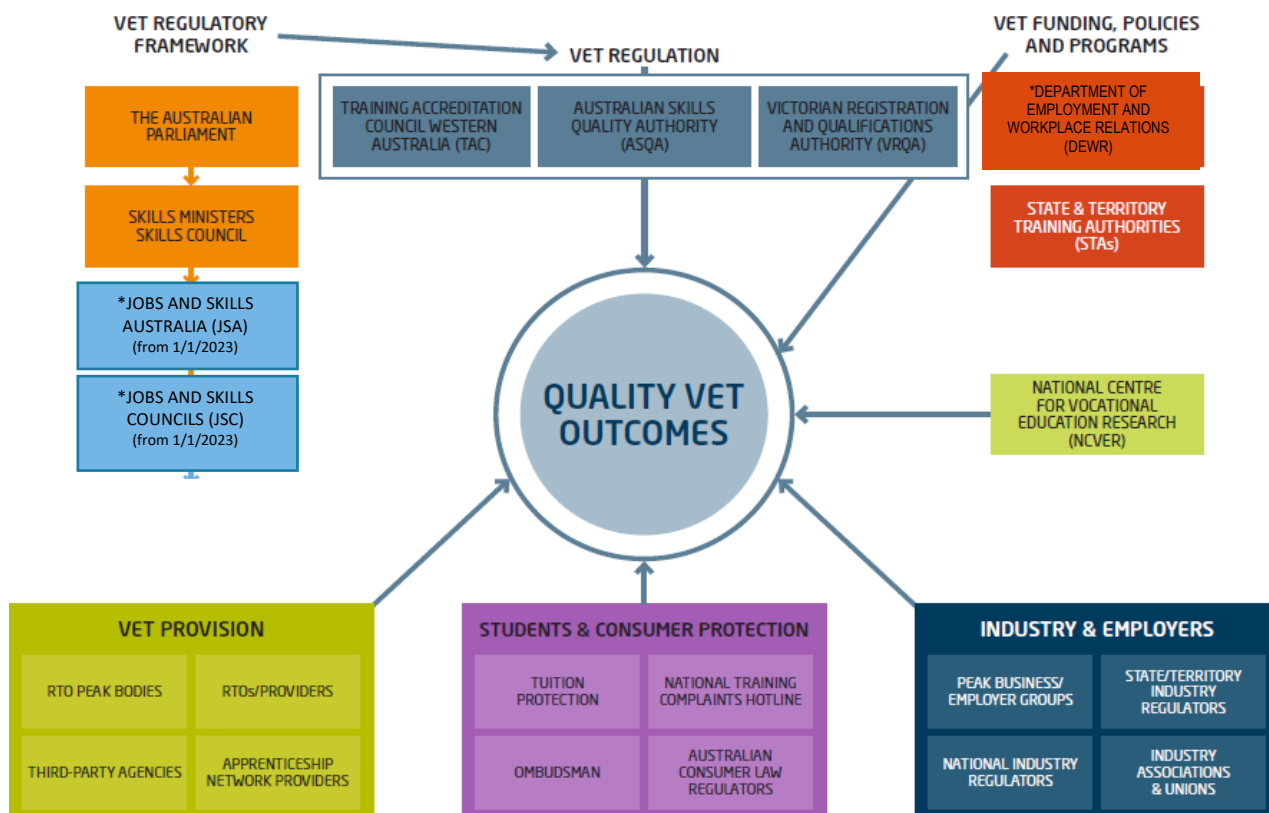 VET REGULATORY
FRAMEWORK
VET REGULATION
VET FUNDING, POLICIES
AND PROGRAMS
THE AUSTRALIAN
PARLIAMENT
SKILLS MINISTERS
SKILLS COUNCIL
*JOBS AND SKILLS
AUSTRALIA (JSA)
(from 1/1/2023)
*JOBS AND SKILLS
COUNCILS (JSC)
(from 1/1/2023)
TRAINING ACCREDITATION
COUNCIL WESTERN
AUSTRALIA (TAC)
AUSTRALIAN SKILLS
QUALITY AUTHORITY
(ASQA)
VICTORIAN REGISTRATION
AND QUALIFICATIONS
AUTHORITY (VRQA)
*DEPARTMENT OF
EMPLOYMENT AND
WORKPLACE RELATIONS
(DEWR)
STATE & TERRITORY
TRAINING AUTHORITIES
(STAs)
QUALITY VET
OUTCOMES
NATIONAL CENTRE
FOR VOCATIONAL
EDUCATION RESEARCH
(NCVER)
VET PROVISION
RTO PEAK BODIES
RTOs/PROVIDERS
THIRD-PARTY AGENCIES
APPRENTICESHIP
NETWORK PROVIDERS
STUDENTS & CONSUMER PROTECTION
TUITION
PROTECTION
NATIONAL TRAINING
COMPLAINTS HOTLINE
OMBUDSMAN
AUSTRALIAN
CONSUMER LAW
REGULATORS
INDUSTRY & EMPLOYERS
PEAK BUSINESS/
EMPLOYER GROUPS
STATE/TERRITORY
INDUSTRY
REGULATORS
NATIONAL INDUSTRY
REGULATORS
INDUSTRY
ASSOCIATIONS
& UNIONS